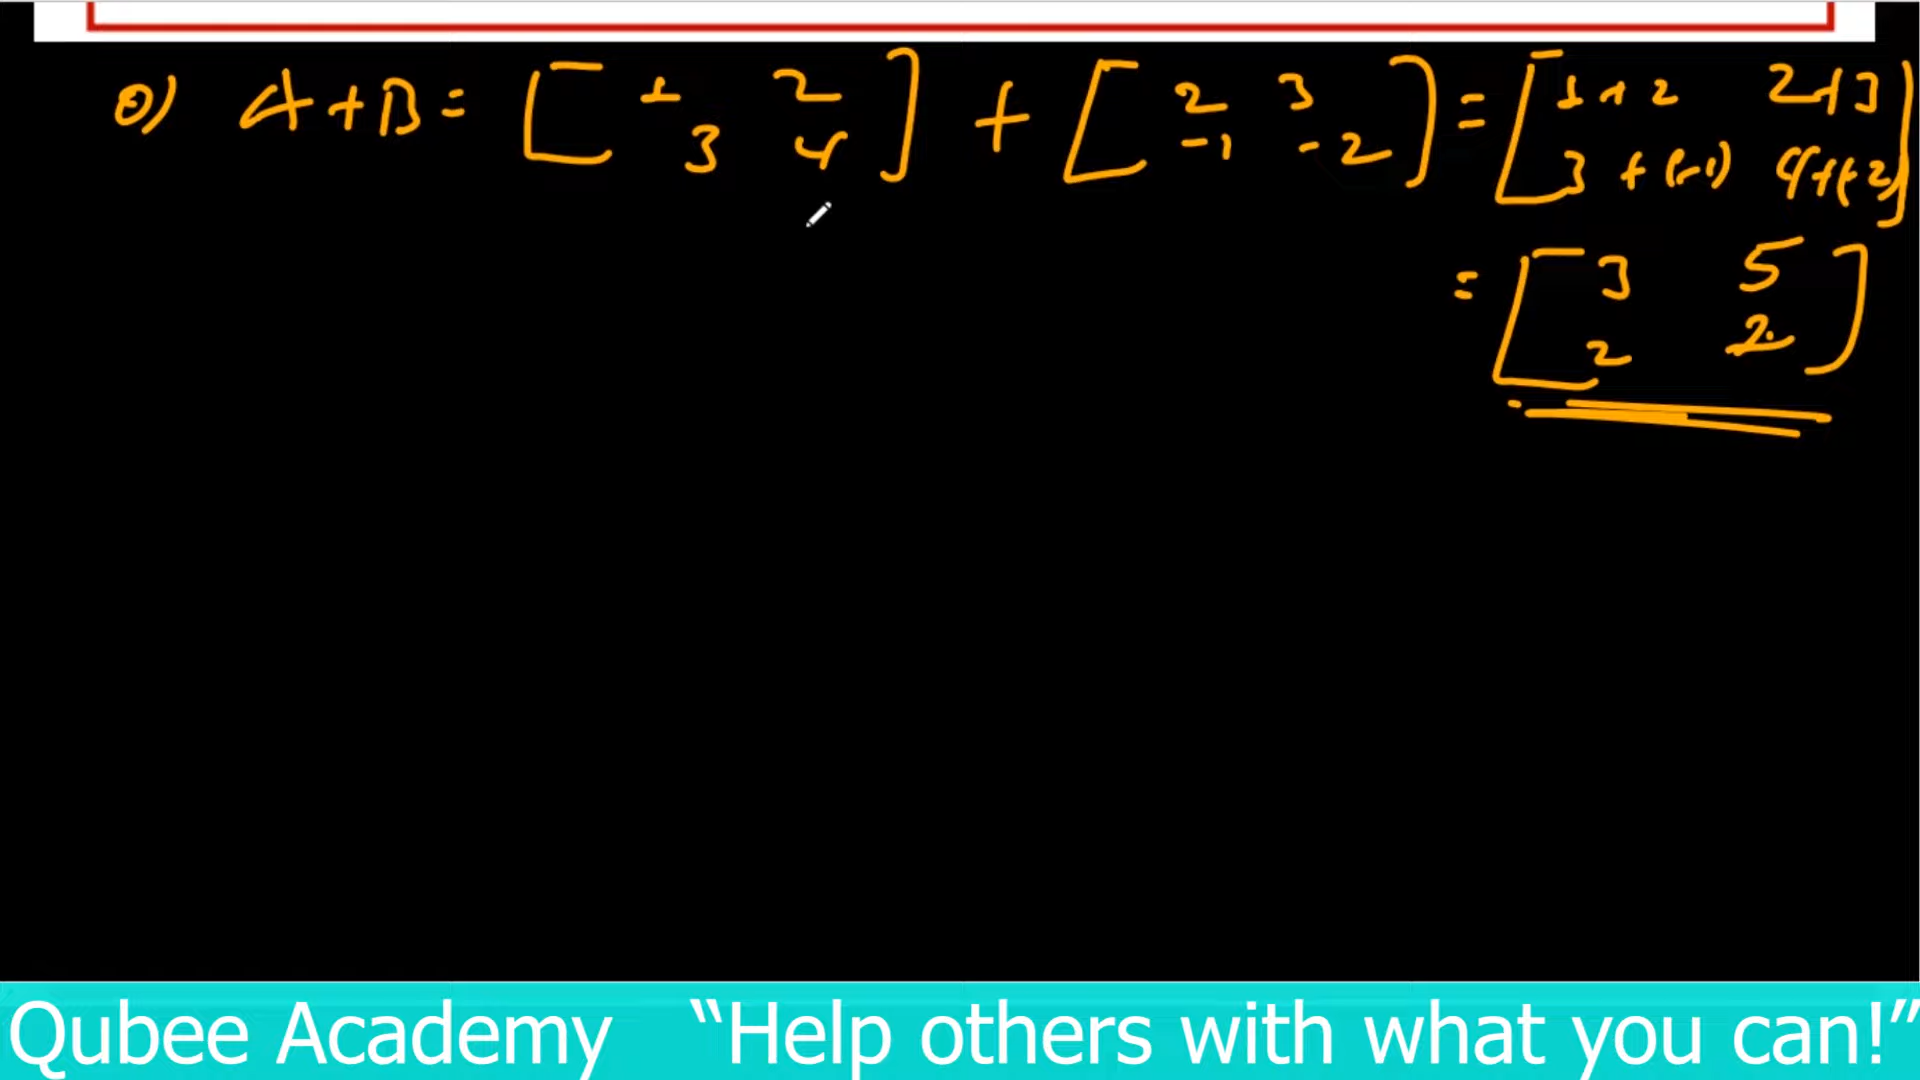 a) A+B = [ 1 2 ] + [ 2 3 ] = [ 1+2 2+3 ]
3 4 -1 -2 3+(-1) 4+(-2)
= [ 3 5 ]
2 2
Qubee Academy “Help others with what you can!”